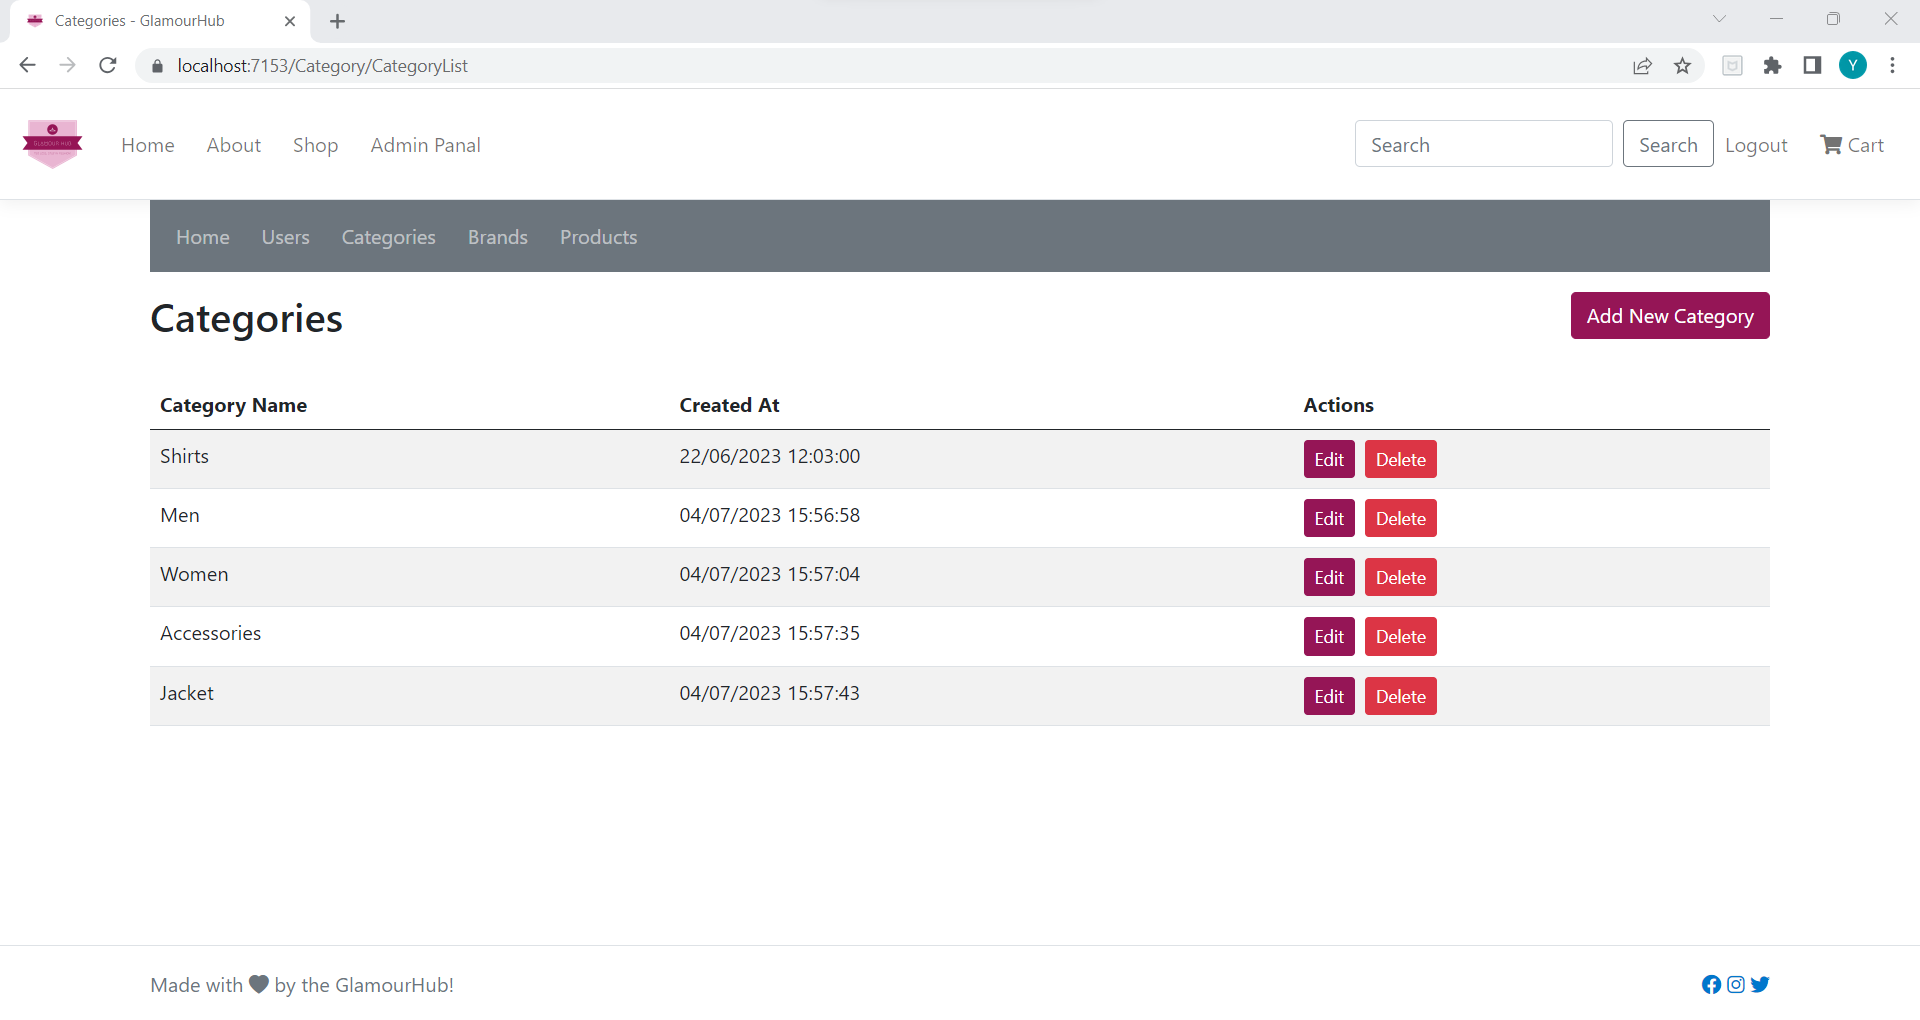 Categories - GlamourHub
localhost:7153/Category/CategoryList
Y
GLAMOUR HUB
Home About Shop Admin Panal
Search Search Logout Cart
Home Users Categories Brands Products
Categories
Add New Category
Category Name Created At Actions
Shirts 22/06/2023 12:03:00 Edit Delete
Men 04/07/2023 15:56:58 Edit Delete
Women 04/07/2023 15:57:04 Edit Delete
Accessories 04/07/2023 15:57:35 Edit Delete
Jacket 04/07/2023 15:57:43 Edit Delete
Made with by the GlamourHub!